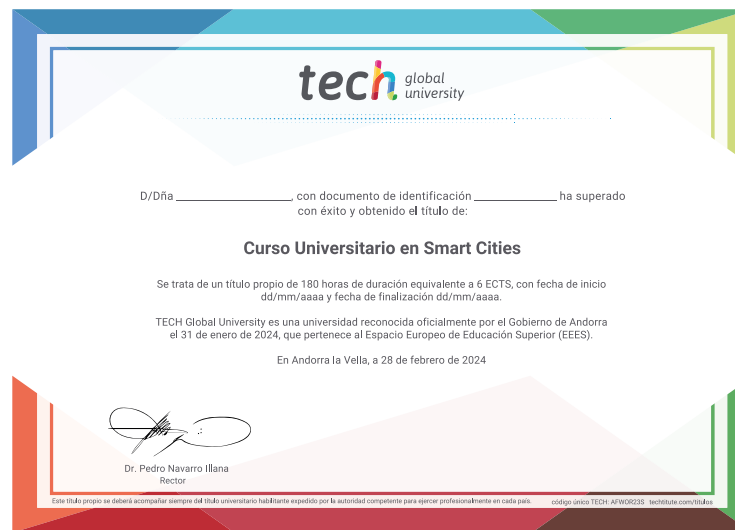 tech global
university
D/Dña ______________, con documento de identificación ______________ ha superado
con éxito y obtenido el título de:
Curso Universitario en Smart Cities
Se trata de un título propio de 180 horas de duración equivalente a 6 ECTS, con fecha de inicio
dd/mm/aaaa y fecha de finalización dd/mm/aaaa.
TECH Global University es una universidad reconocida oficialmente por el Gobierno de Andorra
el 31 de enero de 2024, que pertenece al Espacio Europeo de Educación Superior (EEES).
En Andorra la Vella, a 28 de febrero de 2024
Dr. Pedro Navarro Illana
Rector
Este título propio se deberá acompañar siempre del título universitario habilitante expedido por la autoridad competente para ejercer profesionalmente en cada país. código único TECH: AFWOR23S techtitute.com/titulos